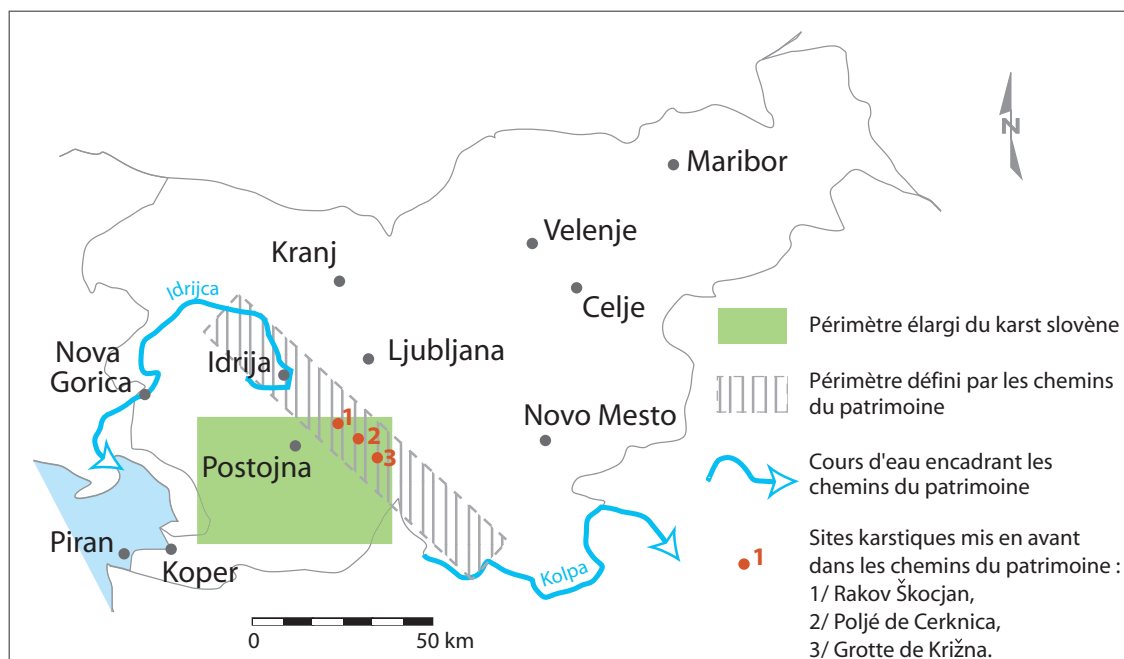 N
Maribor
Velenje
Kranj
Celje
Idrijca
Nova
Gorica
Idrija
Ljubljana
Novo Mesto
1
2
3
Postojna
Piran
Koper
Kolpa
0
50 km
Périmètre élargi du karst slovène
Périmètre défini par les chemins
du patrimoine
Cours d'eau encadrant les
chemins du patrimoine
1
Sites karstiques mis en avant
dans les chemins du patrimoine :
1/ Rakov Škocjan,
2/ Poljé de Cerknica,
3/ Grotte de Križna.